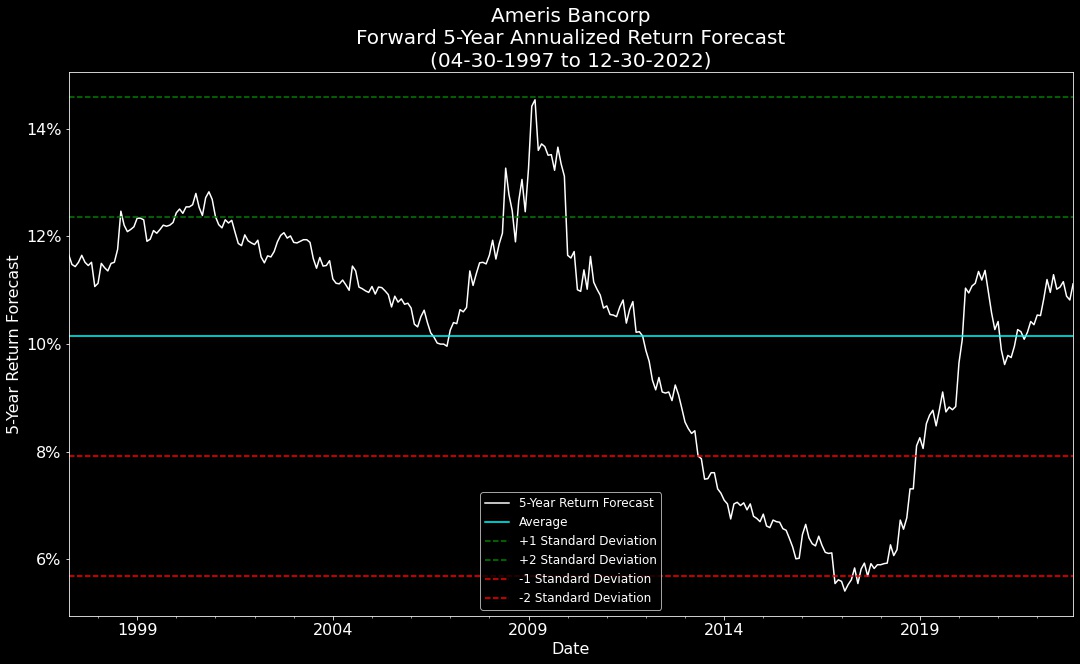 Ameris Bancorp
Forward 5-Year Annualized Return Forecast
(04-30-1997 to 12-30-2022)
14%
12%
10%
8%
6%
5-Year Return Forecast
5-Year Return Forecast
Average
+1 Standard Deviation
+2 Standard Deviation
-1 Standard Deviation
-2 Standard Deviation
1999
2004
2009
2014
2019
Date